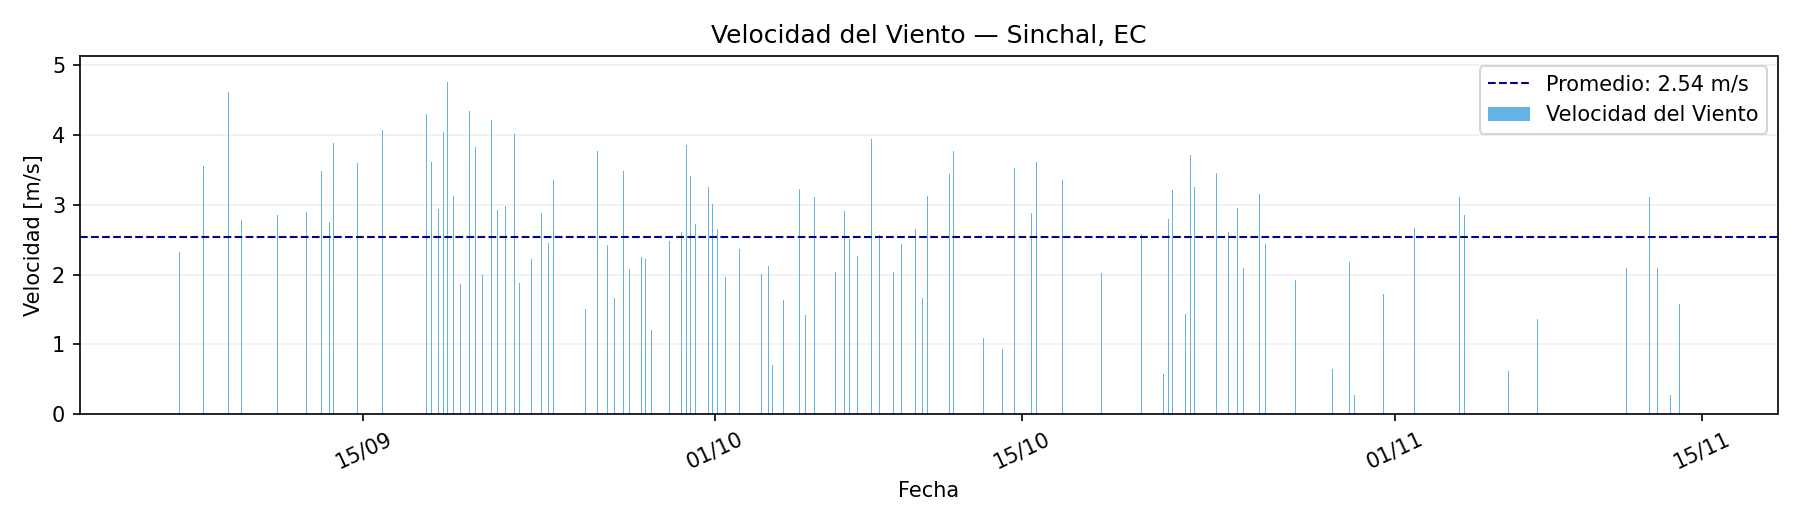 Velocidad del Viento — Sinchal, EC
Promedio: 2.54 m/s
Velocidad del Viento
Velocidad [m/s]
5
4
3
2
1
0
15/09
01/10
15/10
01/11
15/11
Fecha